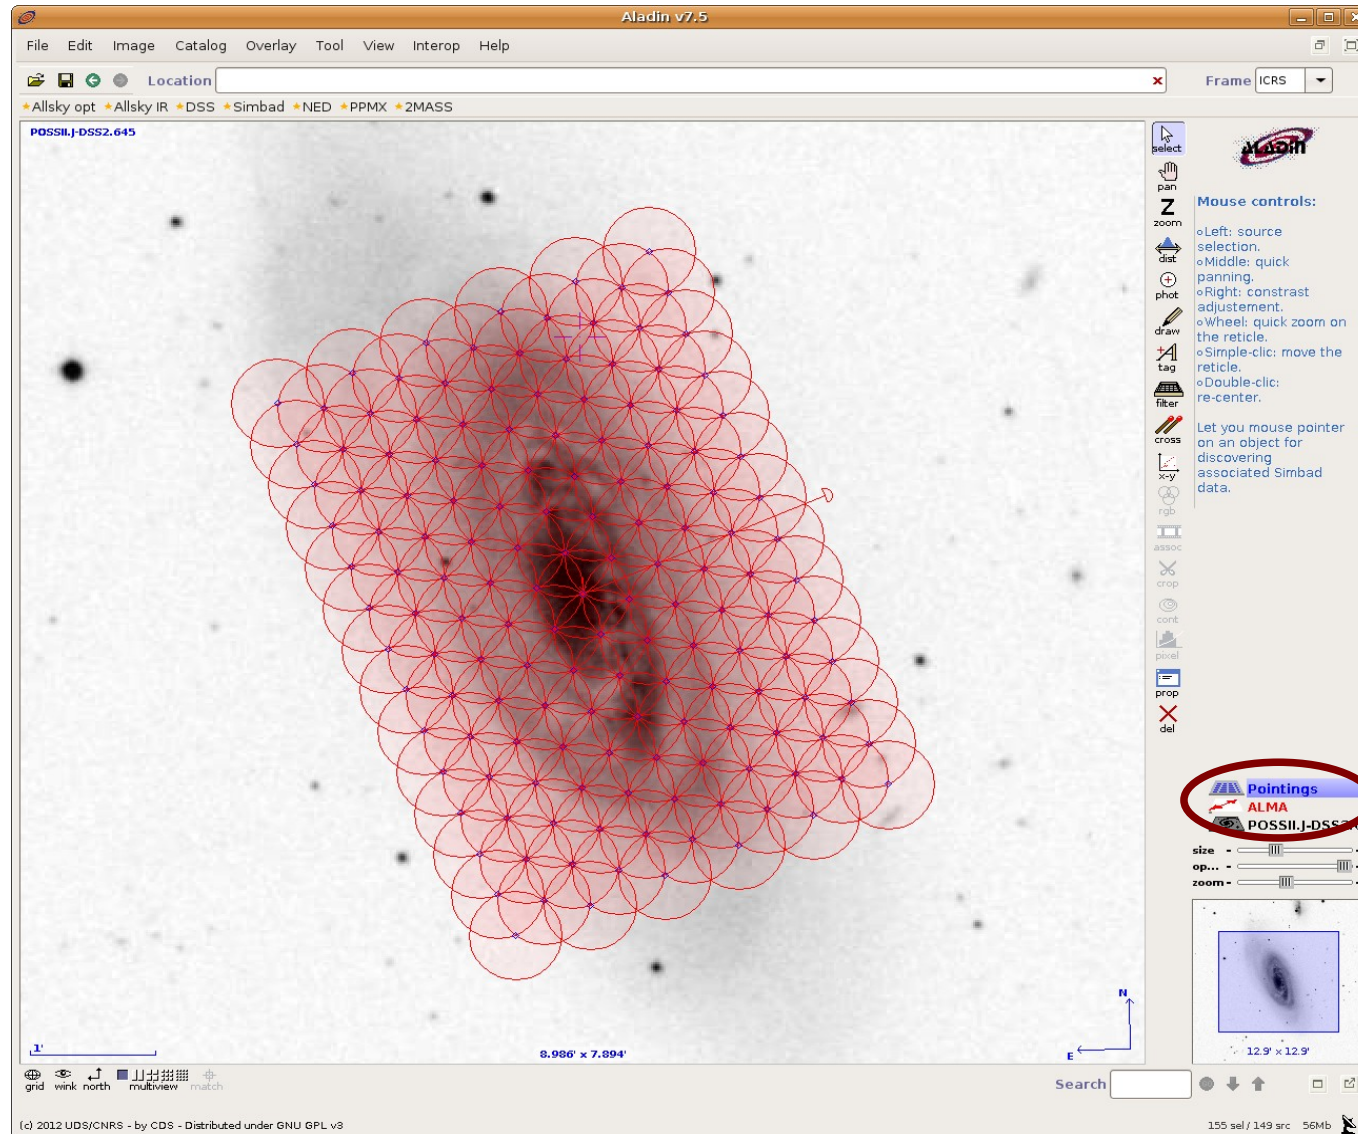 Aladin v7.5
File Edit Image Catalog Overlay Tool View Interop Help
Location Frame ICRS
Allsky opt Allsky IR DSS Simbad NED PPMX 2MASS
POSSII.J-DSS2.645
select
pan
Z
zoom
dist
phot
draw
tag
filter
cross
x-y
rgb
assoc
crop
cont
pixel
prop
del
ALADIN
Mouse controls:
Left: source
selection.
Middle: quick
panning.
Right: constrast
adjustement.
Wheel: quick zoom on
the reticle.
Simple-clic: move the
reticle.
Double-clic:
re-center.
Let you mouse pointer
on an object for
discovering
associated Simbad
data.
Pointings
ALMA
POSSII.J-DSS
size -
op... -
zoom -
12.9' x 12.9'
N
E
1'
8.986' x 7.894'
grid wink north multiview match
Search
(c) 2012 UDS/CNRS - by CDS - Distributed under GNU GPL v3
155 sel / 149 src 56Mb